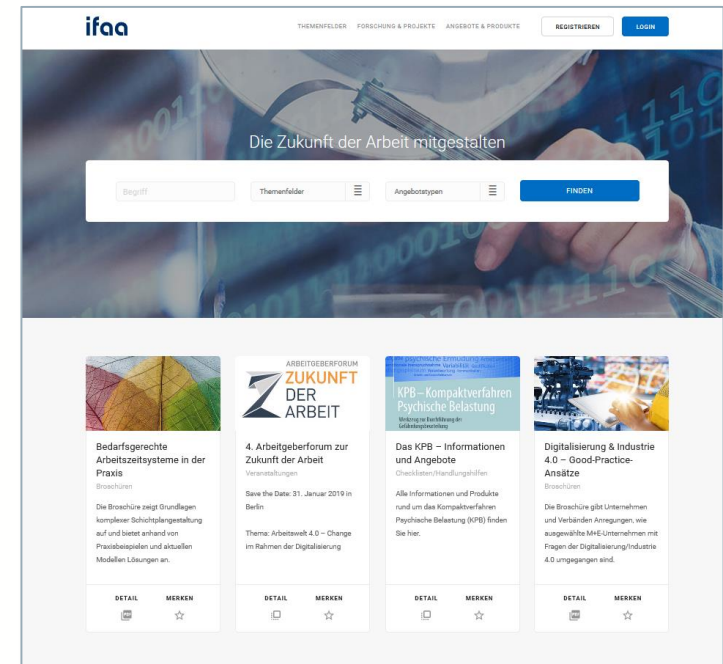 ifaa
THEMENFELDER FORSCHUNG & PROJEKTE ANGEBOTE & PRODUKTE REGISTRIEREN LOGIN
Die Zukunft der Arbeit mitgestalten
Begriff Themenfelder Angebotstypen FINDEN
Bedarfsgerechte
Arbeitszeitsysteme in der
Praxis
Broschüren
Die Broschüre zeigt Grundlagen
komplexer Schichtplangestaltung
auf und bietet anhand von
Praxisbeispielen und aktuellen
Modellen Lösungen an.
DETAIL MERKEN
ARBEITGEBERFORUM
ZUKUNFT
DER
ARBEIT
4. Arbeitgeberforum zur
Zukunft der Arbeit
Veranstaltungen
Save the Date: 31. Januar 2019 in
Berlin
Thema: Arbeitswelt 4.0 – Change
im Rahmen der Digitalisierung
DETAIL MERKEN
KPB – Kompaktverfahren
Psychische Belastung
Werkzeug zur Durchführung der
Gefährdungsbeurteilung
Das KPB – Informationen
und Angebote
Checklisten/Handlungshilfen
Alle Informationen und Produkte
rund um das Kompaktverfahren
Psychische Belastung (KPB) finden
Sie hier.
DETAIL MERKEN
Digitalisierung & Industrie
4.0 – Good-Practice-
Ansätze
Broschüren
Die Broschüre gibt Unternehmen
und Verbänden Anregungen, wie
ausgewählte M+E-Unternehmen mit
Fragen der Digitalisierung/Industrie
4.0 umgegangen sind.
DETAIL MERKEN